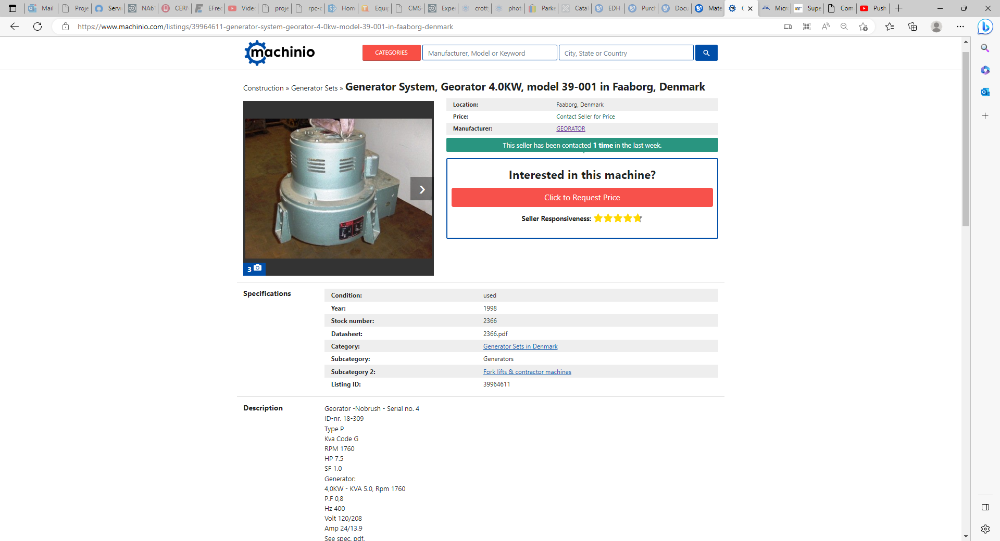 Mail
Proje
Servi
NA6
CERN
EFrec
Vide
proje
rpc-c
Hom
Equip
CMS-
Expe
crott
phot
Parke
Catal
EDH
Purcl
Docu
Mate
Micr
Supe
Com
Push
https://www.machinio.com/listings/39964611-generator-system-georator-4-0kw-model-39-001-in-faaborg-denmark
machinio
CATEGORIES
Manufacturer, Model or Keyword
City, State or Country
Construction » Generator Sets » Generator System, Georator 4.0KW, model 39-001 in Faaborg, Denmark
Location: Faaborg, Denmark
Price: Contact Seller for Price
Manufacturer: GEORATOR
This seller has been contacted 1 time in the last week.
Interested in this machine?
Click to Request Price
Seller Responsiveness:
3
Specifications
Condition: used
Year: 1998
Stock number: 2366
Datasheet: 2366.pdf
Category: Generator Sets in Denmark
Subcategory: Generators
Subcategory 2: Fork lifts & contractor machines
Listing ID: 39964611
Description
Georator -Nobrush - Serial no. 4
ID-nr. 18-309
Type P
Kva Code G
RPM 1760
HP 7.5
SF 1.0
Generator:
4,0KW - KVA 5.0, Rpm 1760
P.F 0,8
Hz 400
Volt 120/208
Amp 24/13.9
See spec. pdf.